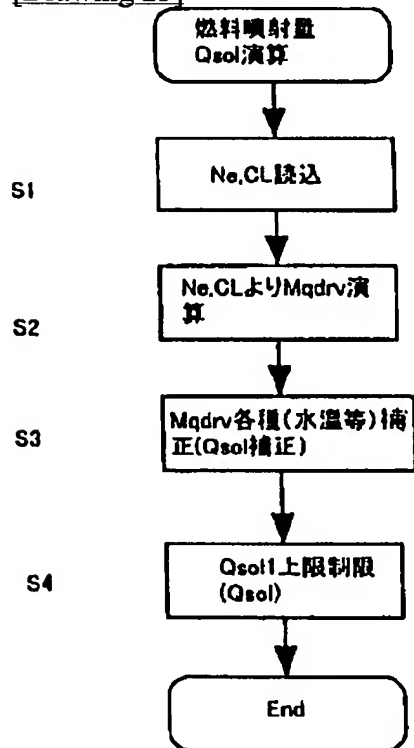 燃料噴射量
Qsol演算
S1
Ne,CL読込
S2
Ne,CLよりMqdrv演
算
S3
Mqdrv各種(水温等)補
正(Qsol補正)
S4
Qsol1上限制限
(Qsol)
End